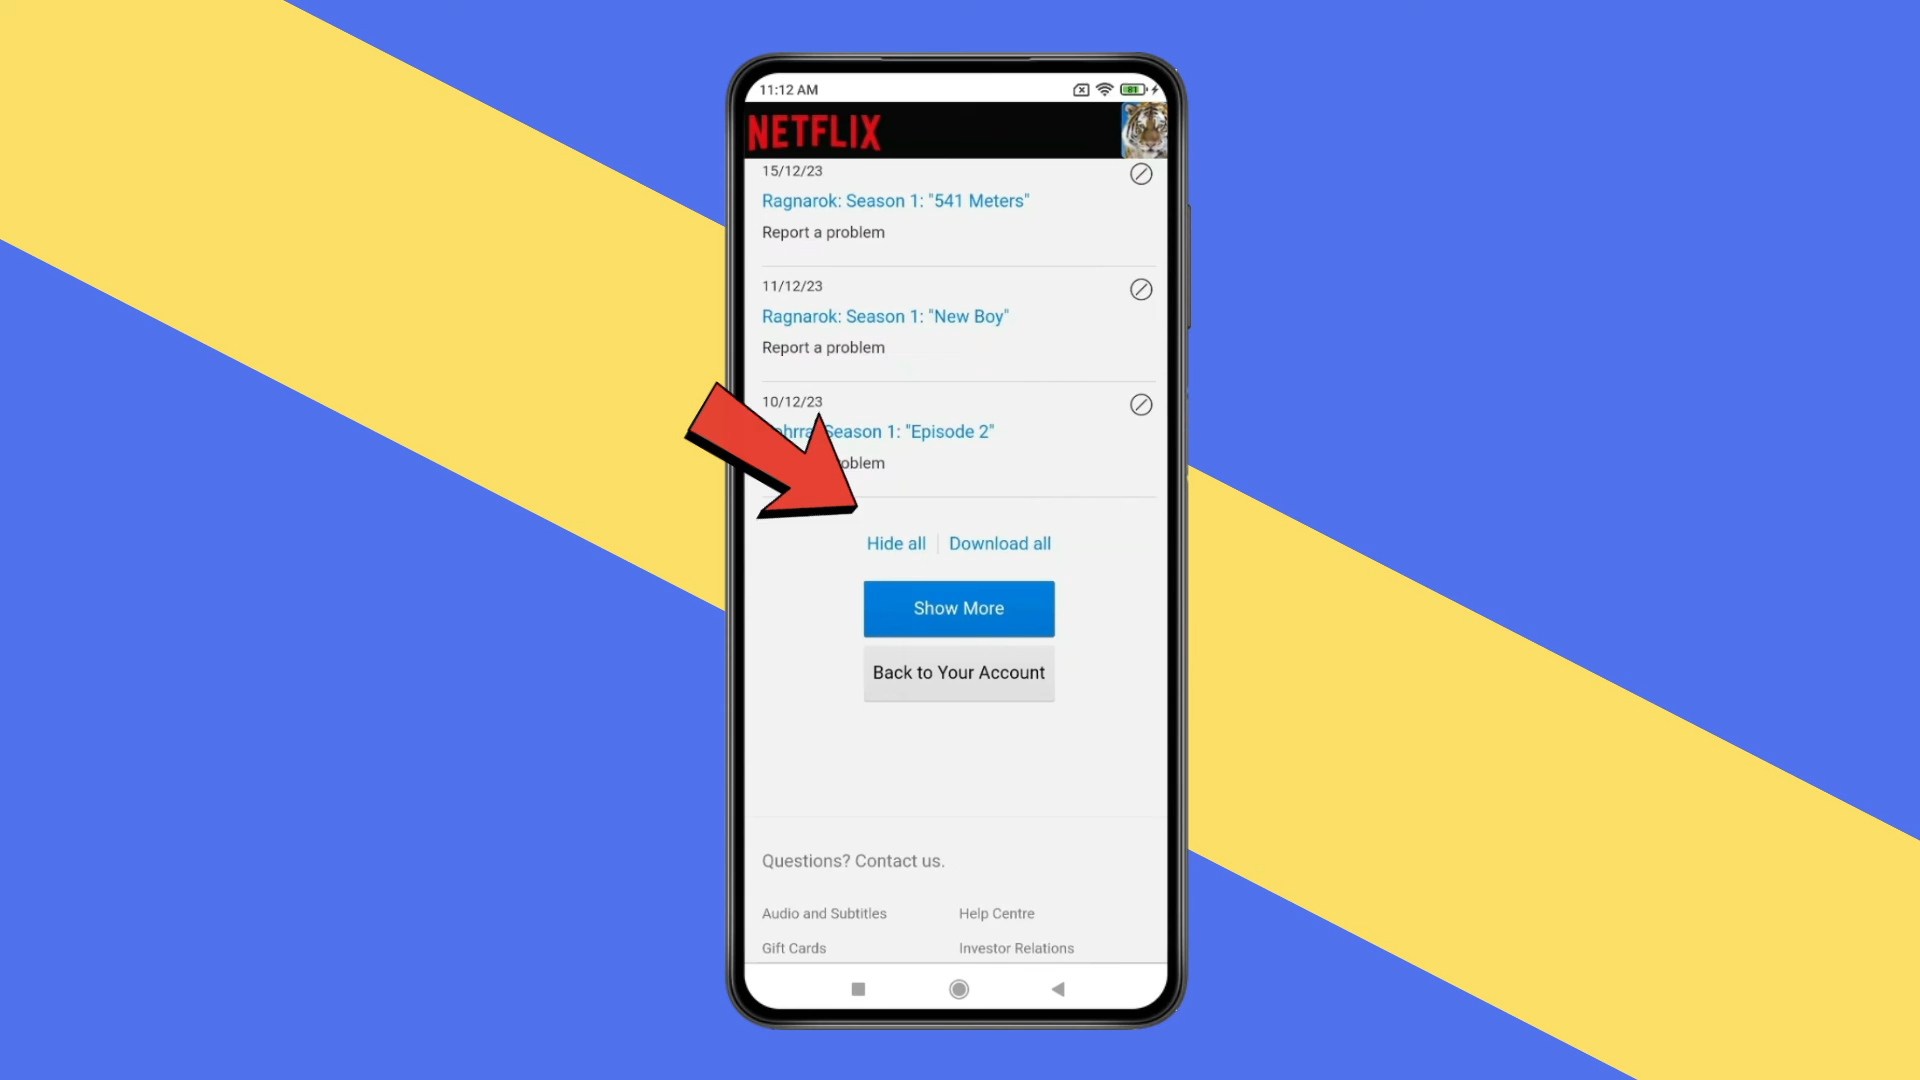 11:12 AM
81
NETFLIX
15/12/23
Ragnarok: Season 1: "541 Meters"
Report a problem
11/12/23
Ragnarok: Season 1: "New Boy"
Report a problem
10/12/23
Season 1: "Episode 2"
Hide all
Download all
Show More
Back to Your Account
Questions? Contact us.
Audio and Subtitles
Help Centre
Gift Cards
Investor Relations